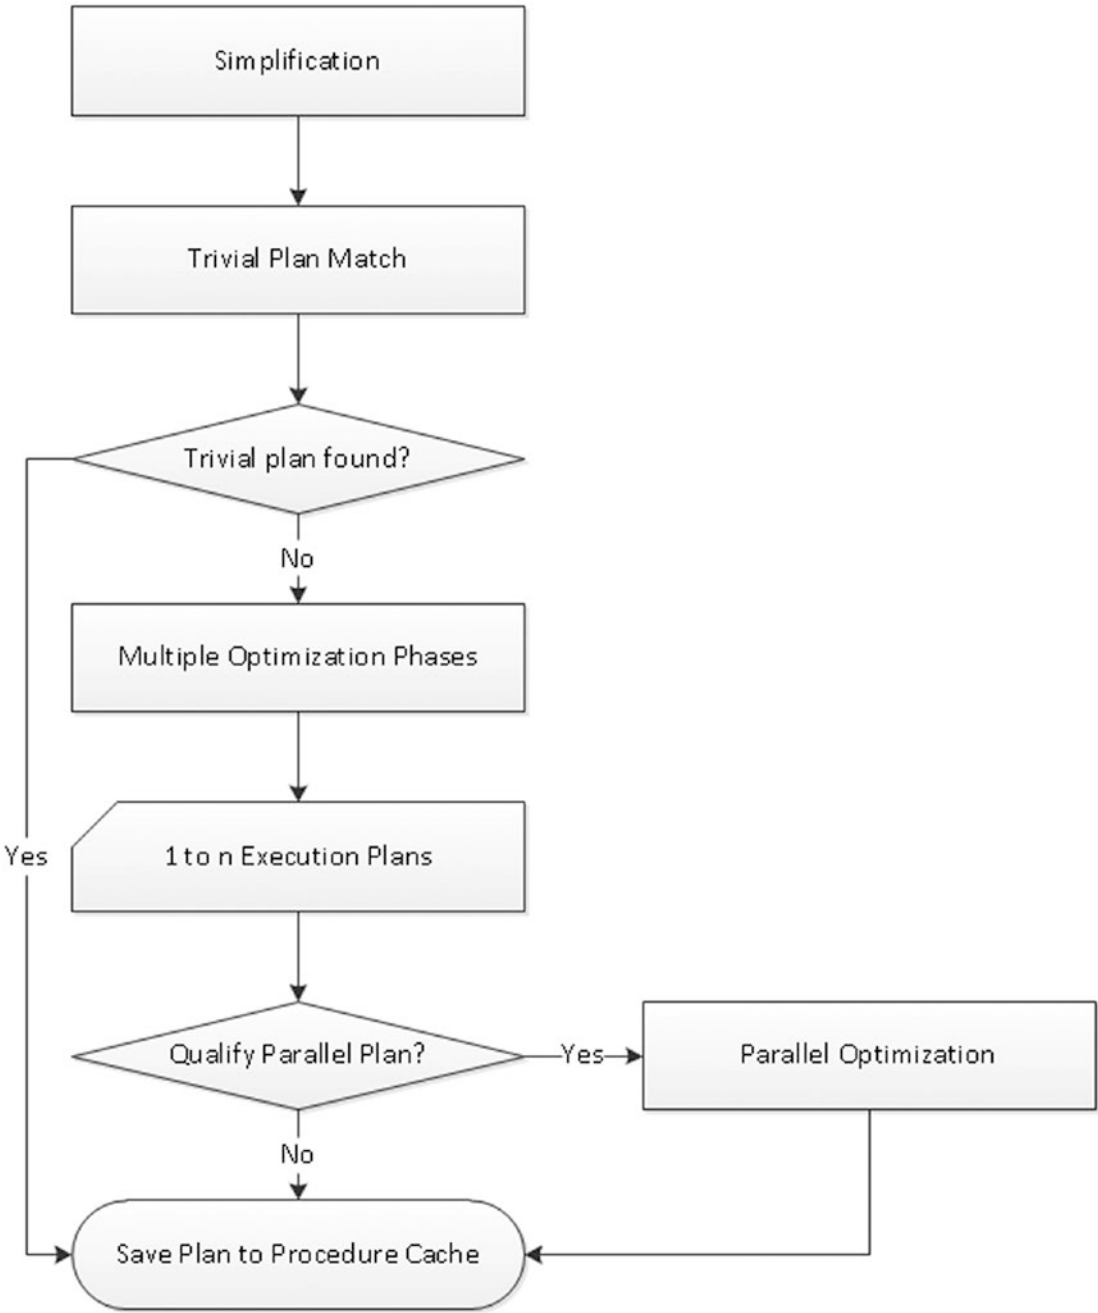 Simplification
Trivial Plan Match
Trivial plan found?
No
Multiple Optimization Phases
Yes
1 to n Execution Plans
Qualify Parallel Plan?
Yes
Parallel Optimization
No
Save Plan to Procedure Cache